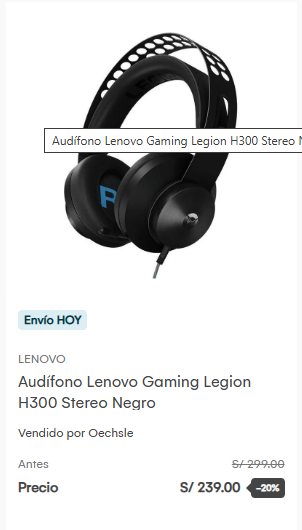 R
Audífono Lenovo Gaming Legion H300 Stereo N
Envío HOY
LENOVO
Audífono Lenovo Gaming Legion
H300 Stereo Negro
Vendido por Oechsle
Antes S/ 299.00
Precio S/ 239.00 -20%